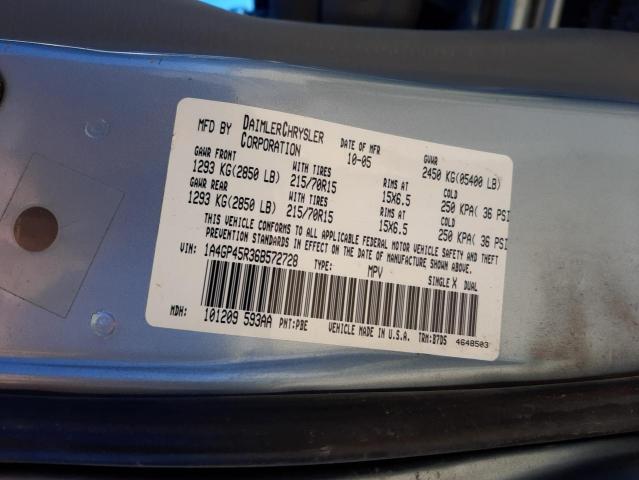 MFD BY DAIMLERCHRYSLER CORPORATION DATE OF MFR 10-05 GVWR 2450 KG(05400 LB)
GAWR FRONT WITH TIRES RIMS AT COLD
1293 KG(2850 LB) 215/70R15 15X6.5 250 KPA( 36 PSI
GAWR REAR WITH TIRES RIMS AT COLD
1293 KG(2850 LB) 215/70R15 15X6.5 250 KPA( 36 PSI
THIS VEHICLE CONFORMS TO ALL APPLICABLE FEDERAL MOTOR VEHICLE SAFETY AND THEFT
PREVENTION STANDARDS IN EFFECT ON THE DATE OF MANUFACTURE SHOWN ABOVE.
VIN: 1A4GP45R36B572728 TYPE: MPV SINGLE X DUAL
MDH: 101209 593AA PNT:PBE VEHICLE MADE IN U.S.A. TRM:B7D5 4648503